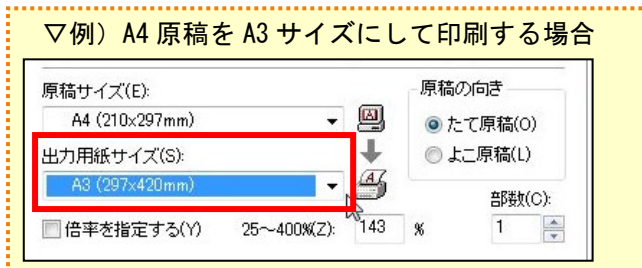 ▽例）A4 原稿を A3 サイズにして印刷する場合
原稿サイズ(E):
A4 (210x297mm)
原稿の向き
たて原稿(O)
よこ原稿(L)
出力用紙サイズ(S):
A3 (297x420mm)
部数(C):
倍率を指定する(Y) 25～400%(Z): 143 % 1